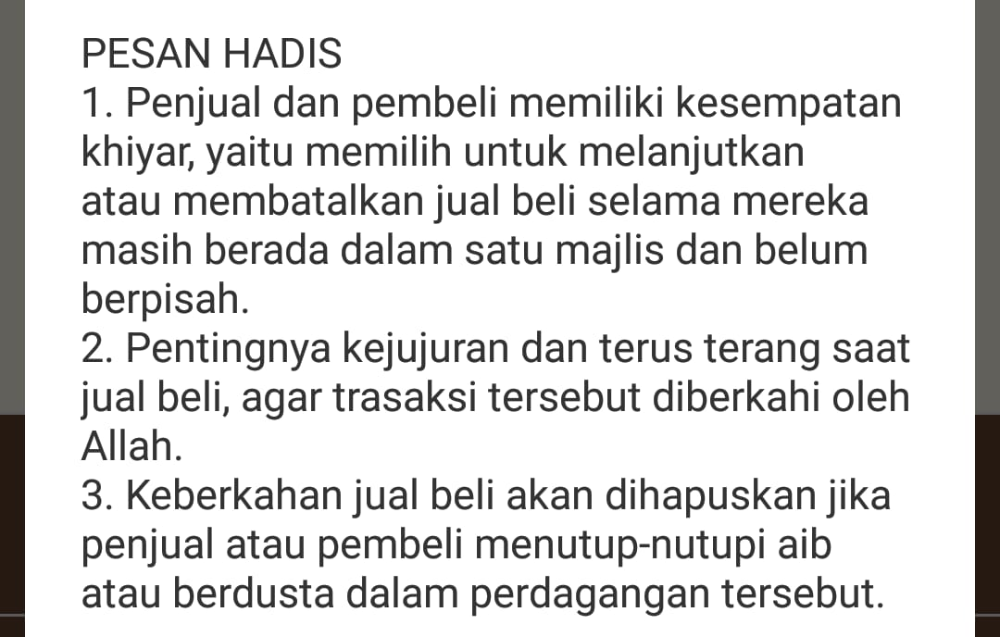 PESAN HADIS
1. Penjual dan pembeli memiliki kesempatan
khiyar, yaitu memilih untuk melanjutkan
atau membatalkan jual beli selama mereka
masih berada dalam satu majlis dan belum
berpisah.
2. Pentingnya kejujuran dan terus terang saat
jual beli, agar trasaksi tersebut diberkahi oleh
Allah.
3. Keberkahan jual beli akan dihapuskan jika
penjual atau pembeli menutup-nutupi aib
atau berdusta dalam perdagangan tersebut.